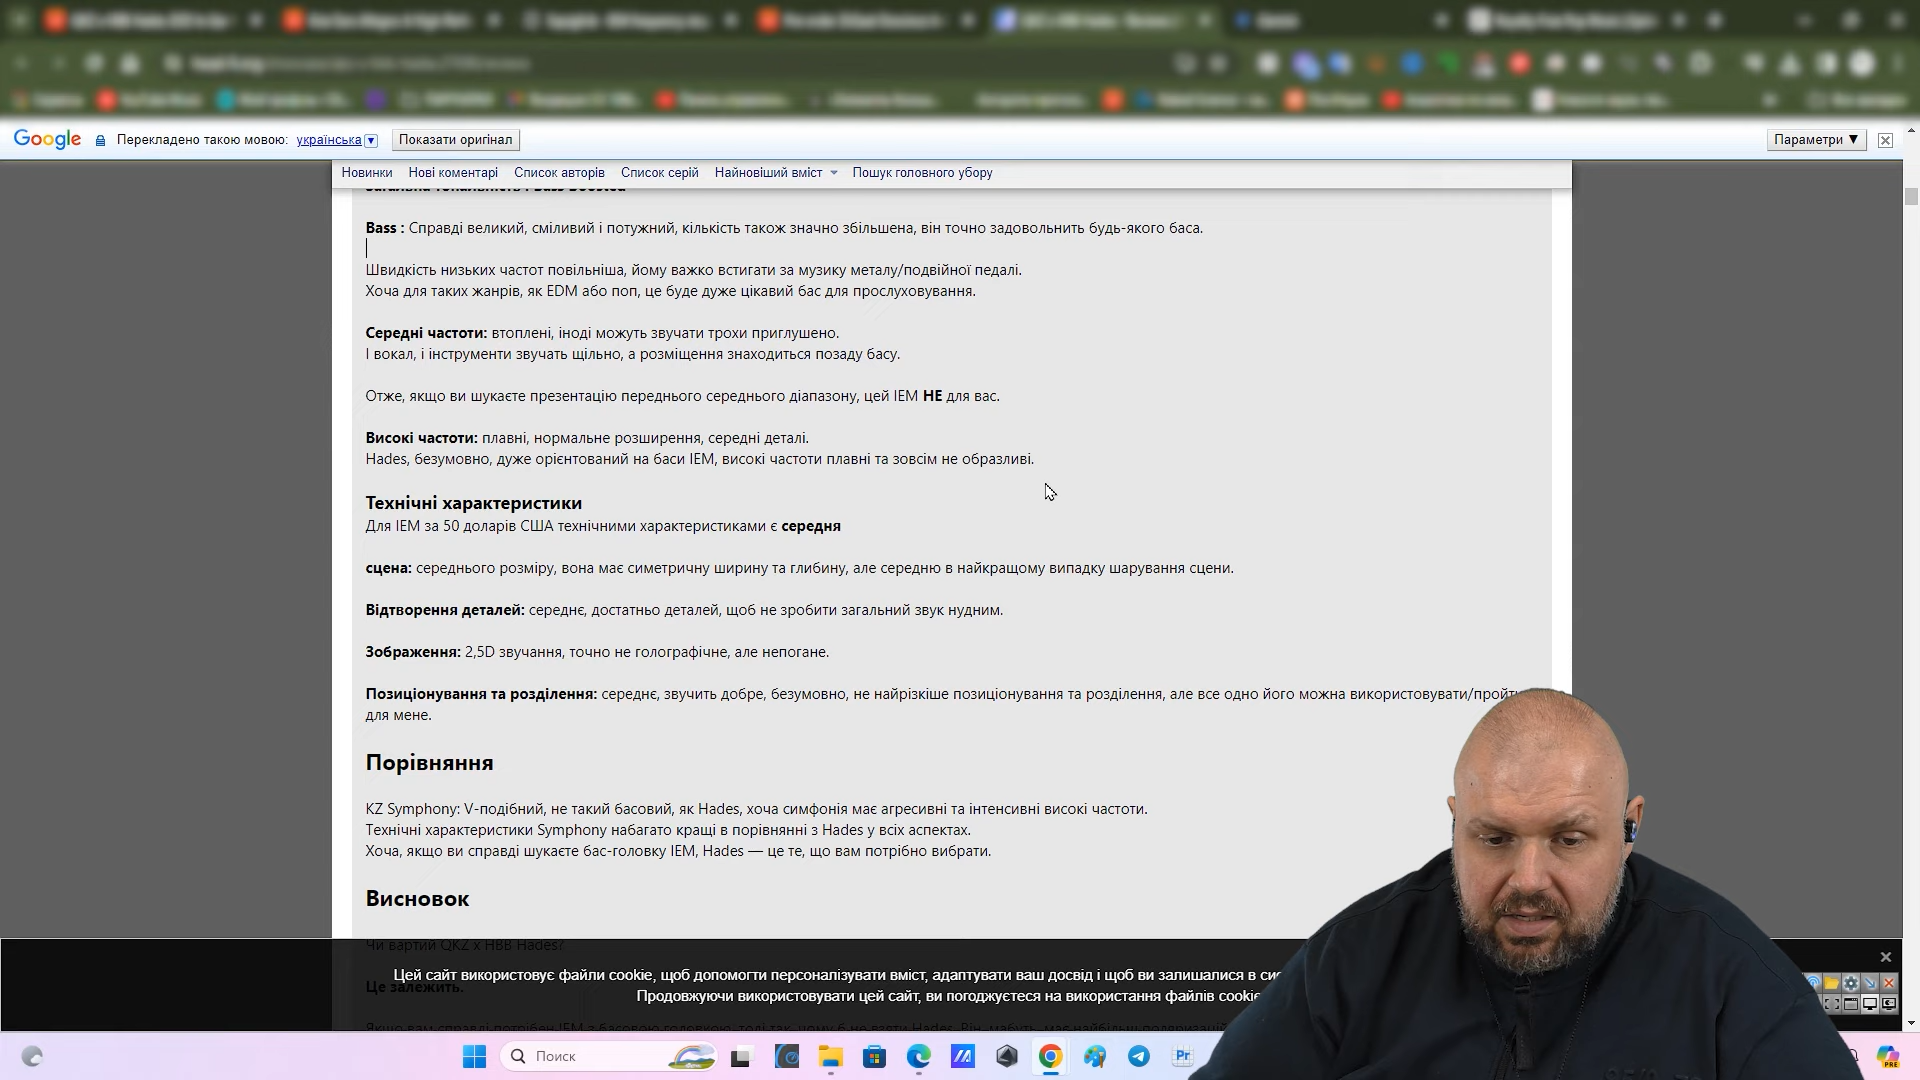 Google Перекладено такою мовою: українська Показати оригінал Параметри ▼
Новинки Нові коментарі Список авторів Список серій Найновіший вміст Пошук головного убору
Bass : Справді великий, сміливий і потужний, кількість також значно збільшена, він точно задовольнить будь-якого баса.
Швидкість низьких частот повільніша, йому важко встигати за музику металу/подвійної педалі.
Хоча для таких жанрів, як EDM або поп, це буде дуже цікавий бас для прослуховування.
Середні частоти: втоплені, іноді можуть звучати трохи приглушено.
І вокал, і інструменти звучать щільно, а розміщення знаходиться позаду басу.
Отже, якщо ви шукаєте презентацію переднього середнього діапазону, цей IEM НЕ для вас.
Високі частоти: плавні, нормальне розширення, середні деталі.
Hades, безумовно, дуже орієнтований на баси IEM, високі частоти плавні та зовсім не образливі.
Технічні характеристики
Для IEM за 50 доларів США технічними характеристиками є середня
сцена: середнього розміру, вона має симетричну ширину та глибину, але середню в найкращому випадку шарування сцени.
Відтворення деталей: середнє, достатньо деталей, щоб не зробити загальний звук нудним.
Зображення: 2,5D звучання, точно не голографічне, але непогане.
Позиціонування та розділення: середнє, звучить добре, безумовно, не найрізкіше позиціонування та розділення, але все одно його можна використовувати/пройти
для мене.
Порівняння
KZ Symphony: V-подібний, не такий басовий, як Hades, хоча симфонія має агресивні та інтенсивні високі частоти.
Технічні характеристики Symphony набагато кращі в порівнянні з Hades у всіх аспектах.
Хоча, якщо ви справді шукаєте бас-головку IEM, Hades — це те, що вам потрібно вибрати.
Висновок
Чи вартий QKZ x HBB Hades?
Цей сайт використовує файли cookie, щоб допомогти персоналізувати вміст, адаптувати ваш досвід і щоб ви залишалися в
Це залежить.
Продовжуючи використовувати цей сайт, ви погоджуєтеся на використання файлів cookie
Поиск
Pr
PRE